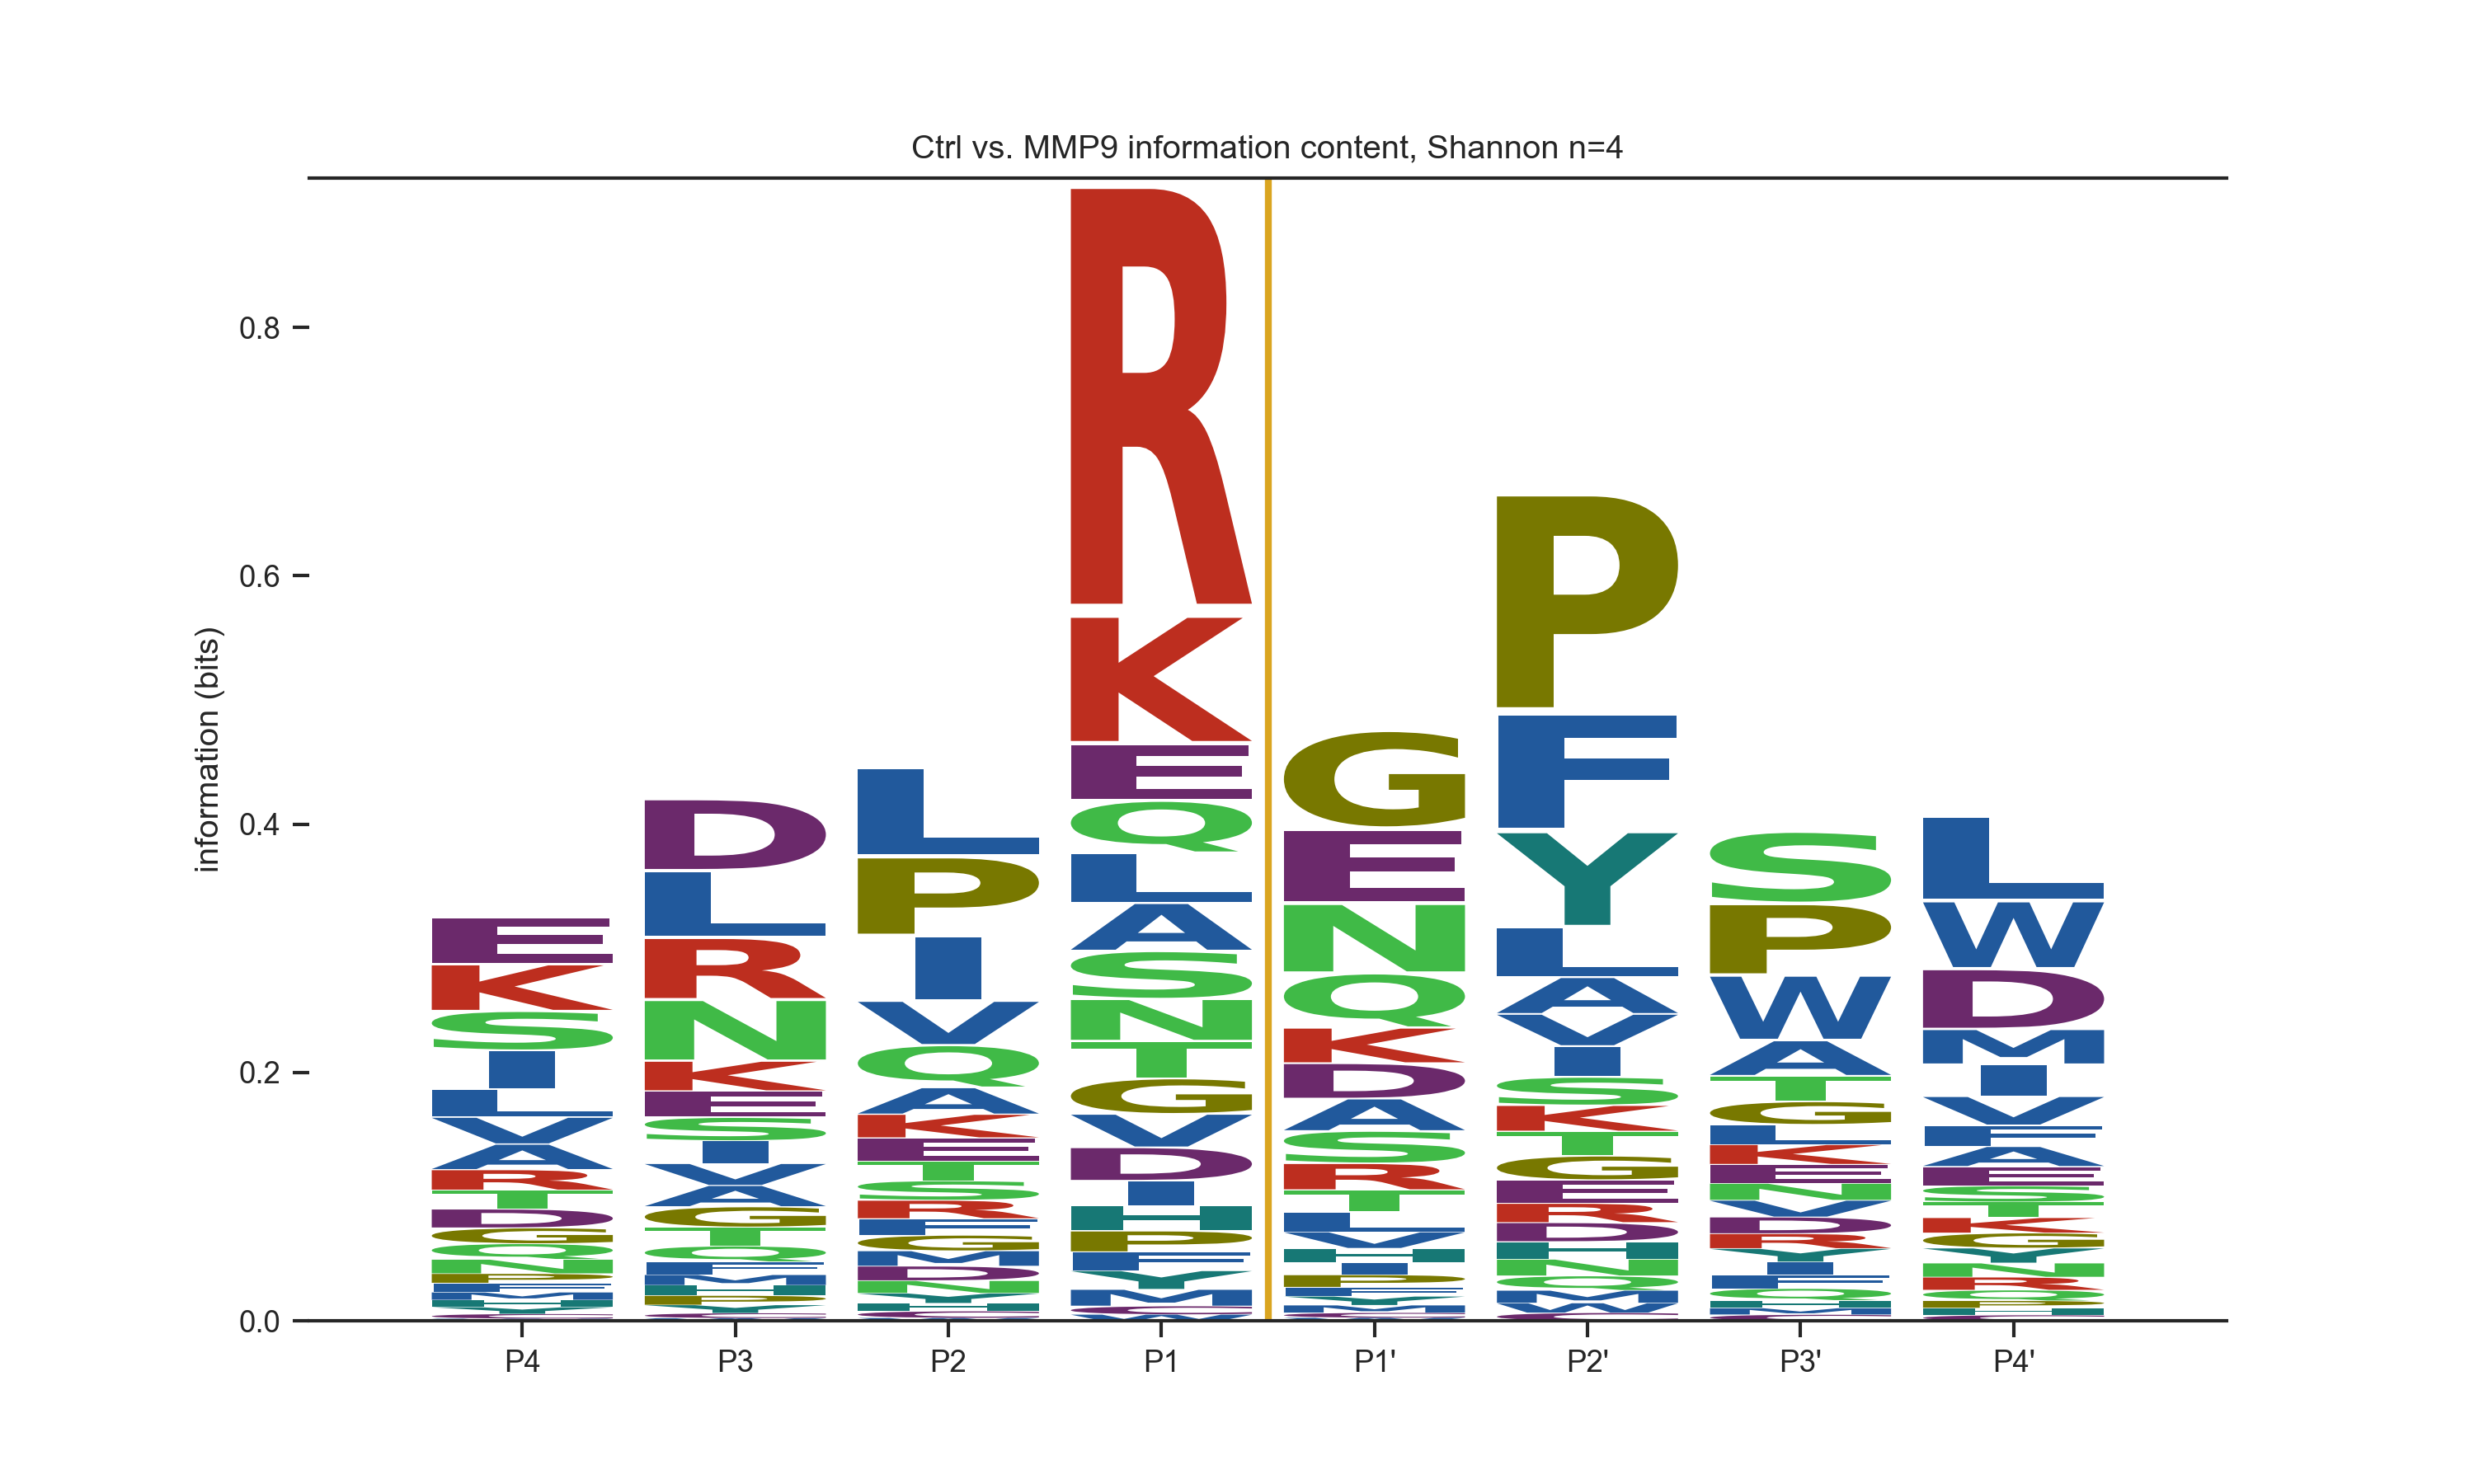 Ctrl vs. MMP9 information content, Shannon n=4
information (bits)
0.8
0.6
0.4
0.2
0.0
E K S I L V A R T D G Q N P F M H Y C
D L R N K E S I V A G T Q F M H P Y C
L P I V Q A K E T S R F G M D N Y H C
R K E Q L A S N T G V D I H P F Y M C W
G E N Q K D A S R T L V H I P F Y M C W
P F Y L A V I S K T G E R D H N Q M C
S P W A T G L K E N V D R Y I F Q H M C
L W D M I V F A E S T K G Y N R Q P H C
P4 P3 P2 P1 P1' P2' P3' P4'